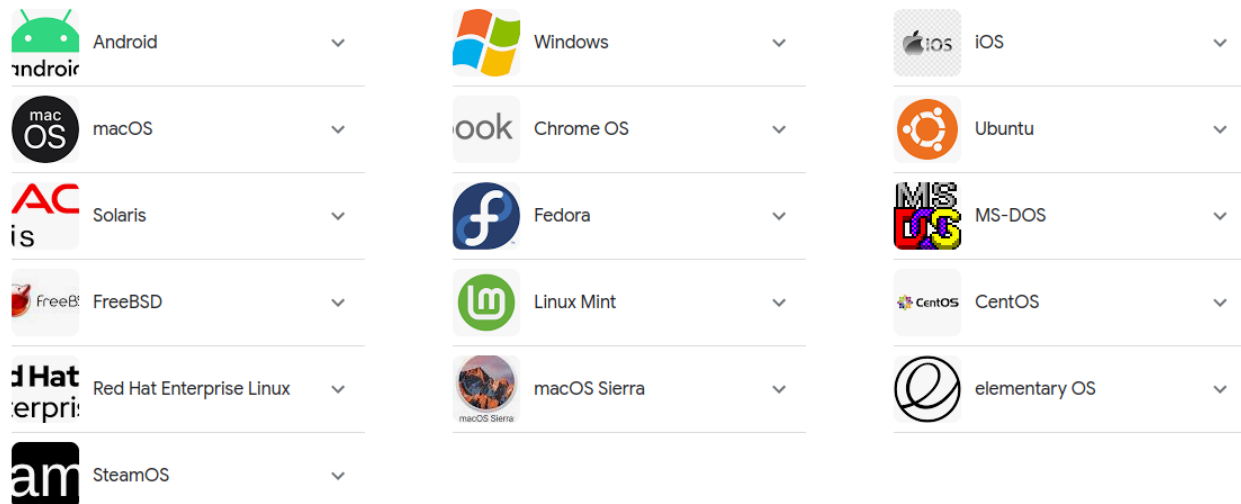 android
Android
Windows
iOS
iOS
mac
OS
macOS
ook
Chrome OS
Ubuntu
AC
is
Solaris
Fedora
MS
DOS
MS-DOS
FreeBS
FreeBSD
Linux Mint
CentOS
CentOS
d Hat
erpri
Red Hat Enterprise Linux
macOS Sierra
macOS Sierra
elementary OS
am
SteamOS